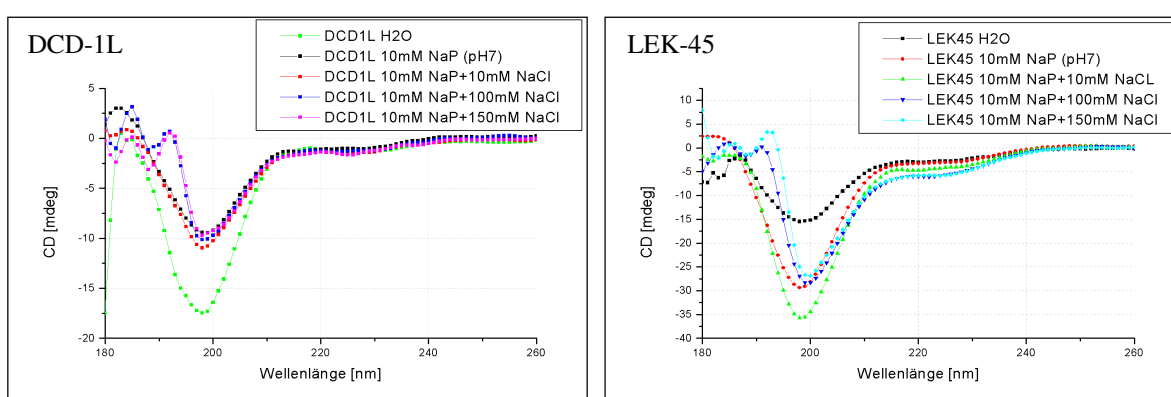 DCD-1L
DCD1L H2O
DCD1L 10mM NaP (pH7)
DCD1L 10mM NaP+10mM NaCl
DCD1L 10mM NaP+100mM NaCl
DCD1L 10mM NaP+150mM NaCl
5
0
-5
-10
-15
-20
CD [mdeg]
180 200 220 240 260
Wellenlänge [nm]
LEK-45
LEK45 H2O
LEK45 10mM NaP (pH7)
LEK45 10mM NaP+10mM NaCL
LEK45 10mM NaP+100mM NaCl
LEK45 10mM NaP+150mM NaCl
10
5
0
-5
-10
-15
-20
-25
-30
-35
-40
CD [mdeg]
180 200 220 240 260
Wellenlänge [nm]